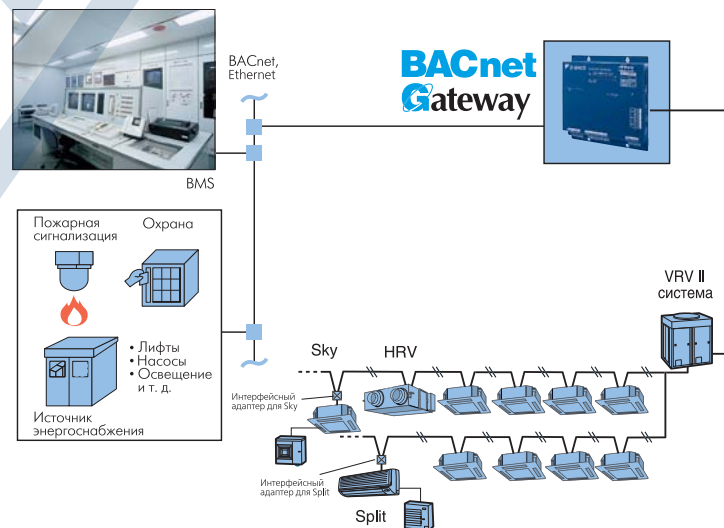 BACnet,
Ethernet
BACnet
Gateway
BMS
Пожарная
сигнализация
Охрана
• Лифты
• Насосы
• Освещение
и т. д.
Источник
энергоснабжения
VRV II
система
Sky
HRV
Интерфейсный
адаптер для Sky
Интерфейсный
адаптер для Split
Split